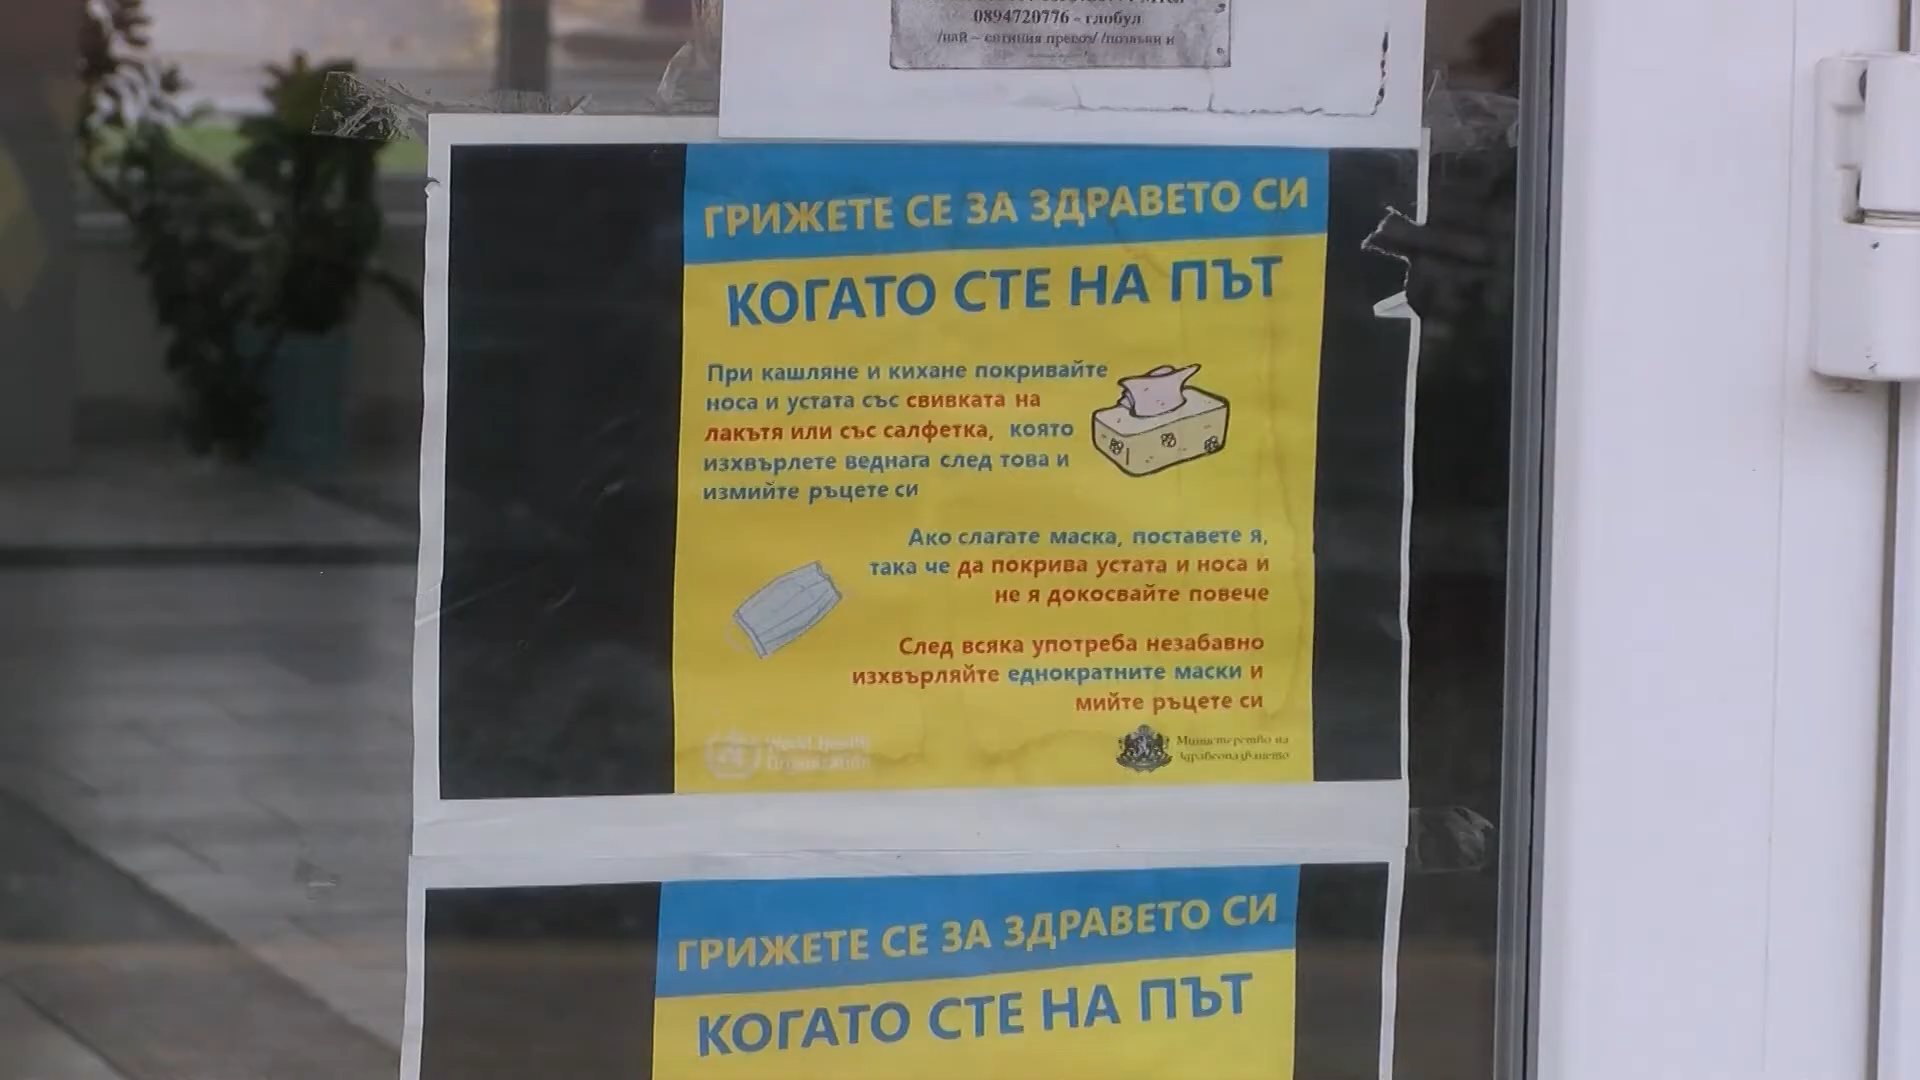 0894720776 - глобул
ГРИЖЕТЕ СЕ ЗА ЗДРАВЕТО СИ
КОГАТО СТЕ НА ПЪТ
При кашляне и кихане покривайте
носа и устата със свивката на
лакътя или със салфетка, която
изхвърлете веднага след това и
измийте ръцете си
Ако слагате маска, поставете я,
така че да покрива устата и носа и
не я докосвайте повече
След всяка употреба незабавно
изхвърляйте еднократните маски и
мийте ръцете си
World Health
Organization
Министерство на
Здравеопазването
ГРИЖЕТЕ СЕ ЗА ЗДРАВЕТО СИ
КОГАТО СТЕ НА ПЪТ